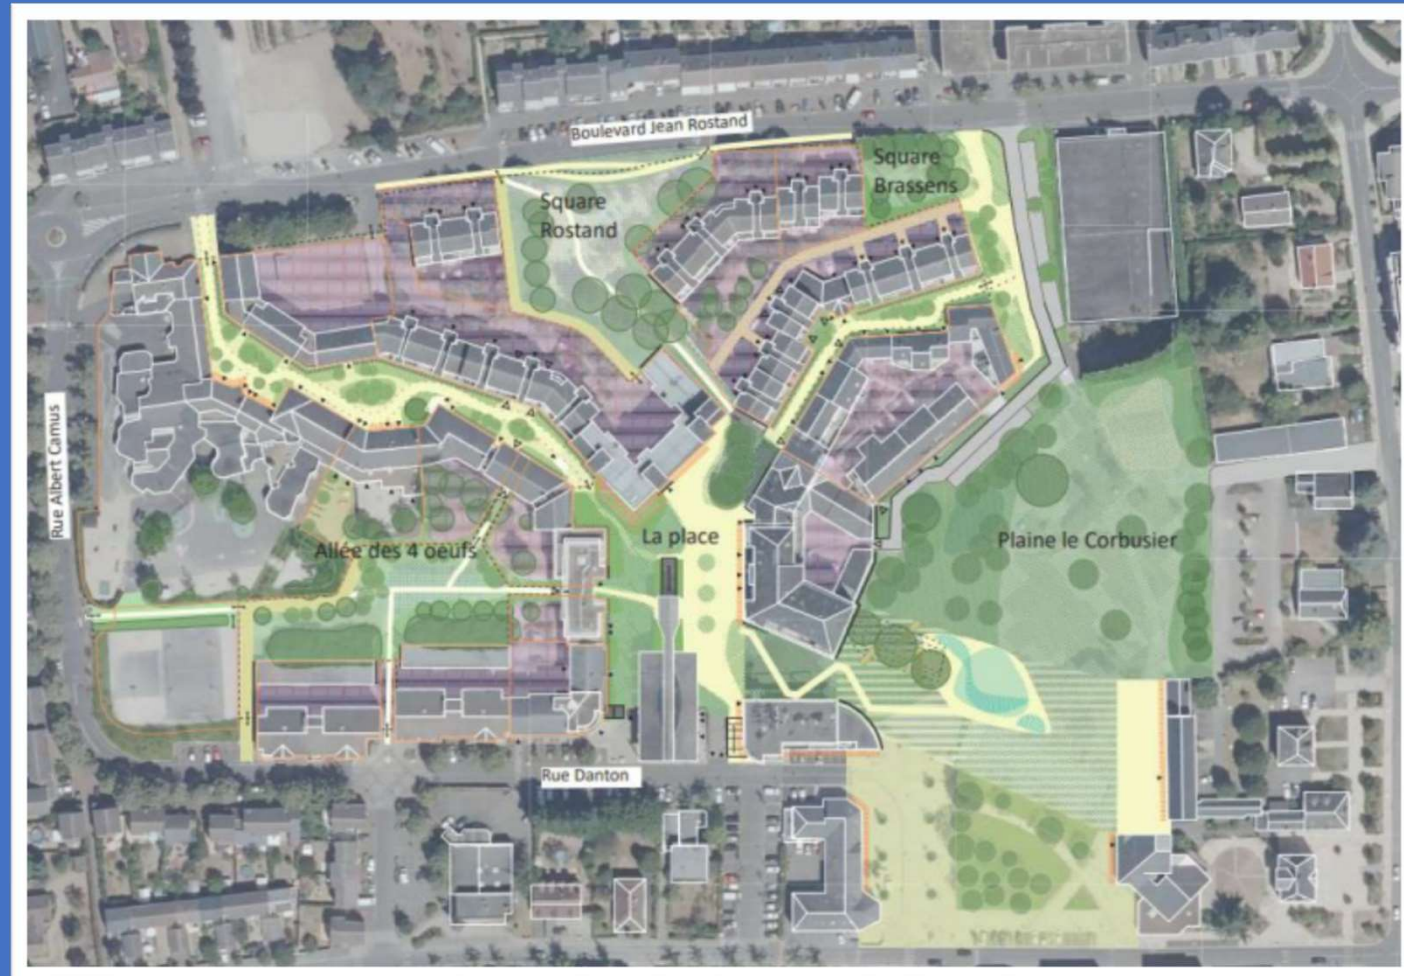 Boulevard Jean Rostand
Square
Brassens
Square
Rostand
Rue Albert Camus
La place
Allée des 4 oeufs
Plaine le Corbusier
Rue Danton